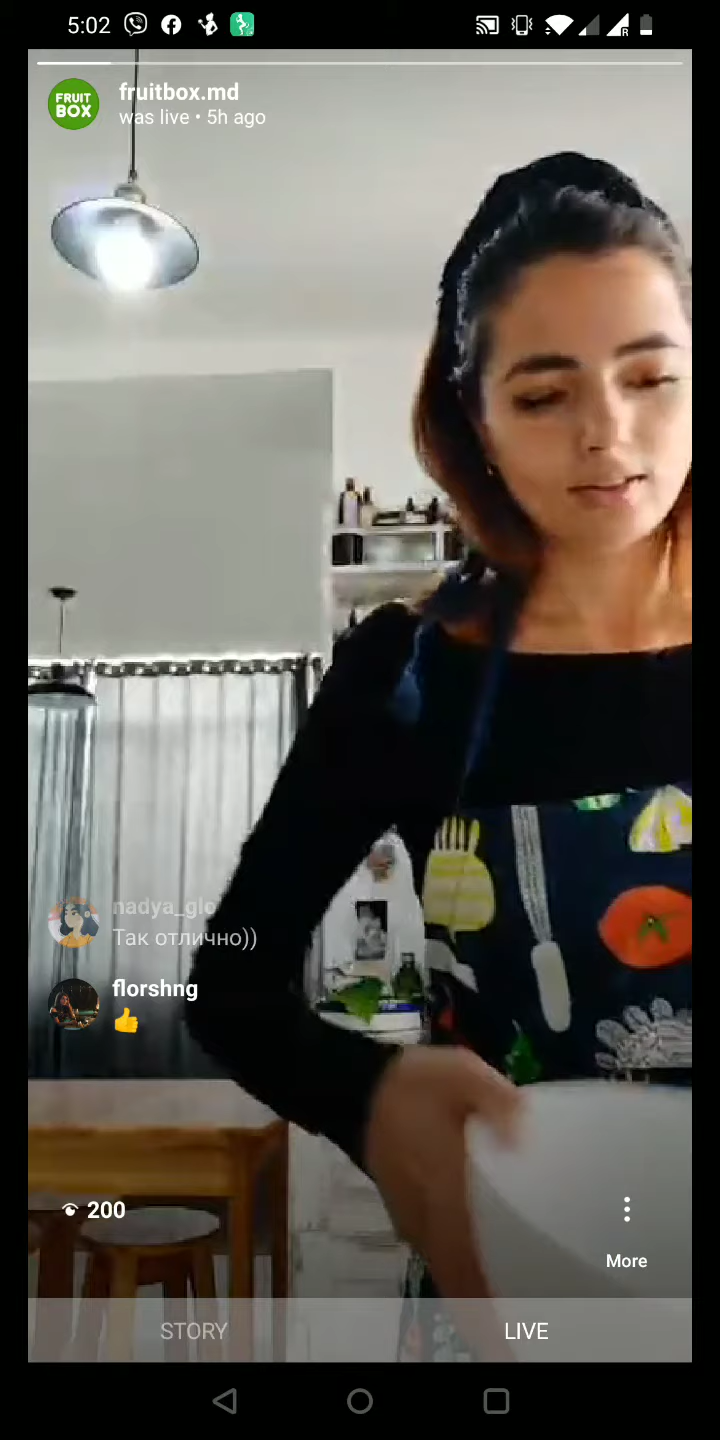 5:02
R
FRUIT
BOX
fruitbox.md
was live • 5h ago
nadya_glo
Так отлично))
florshng
200
More
STORY
LIVE